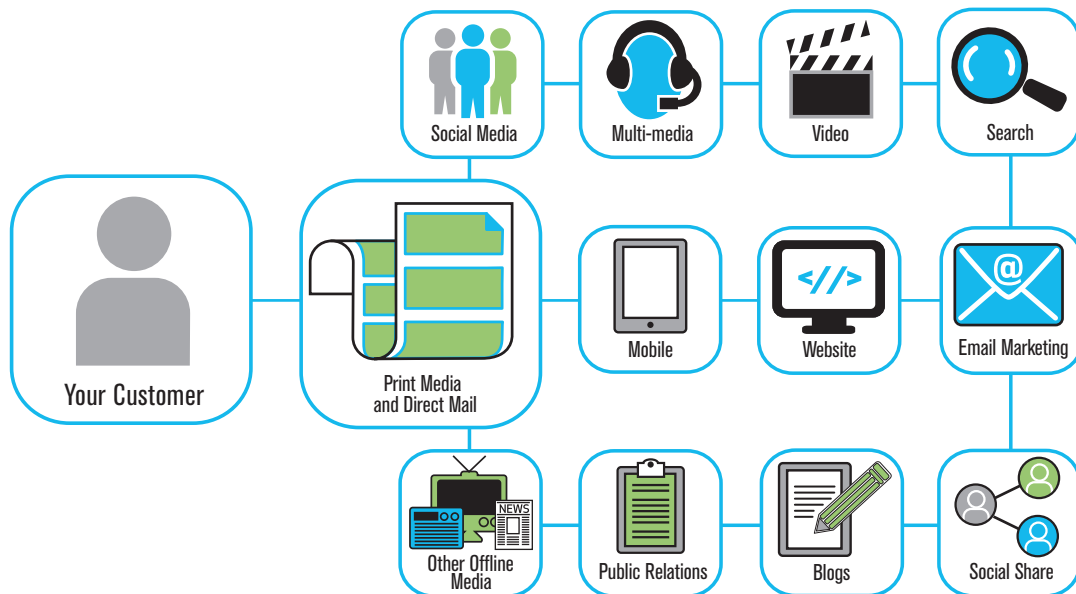 Social Media
Multi-media
Video
Search
Your Customer
Print Media
and Direct Mail
Mobile
</>
Website
@
Email Marketing
NEWS
Other Offline
Media
Public Relations
Blogs
Social Share